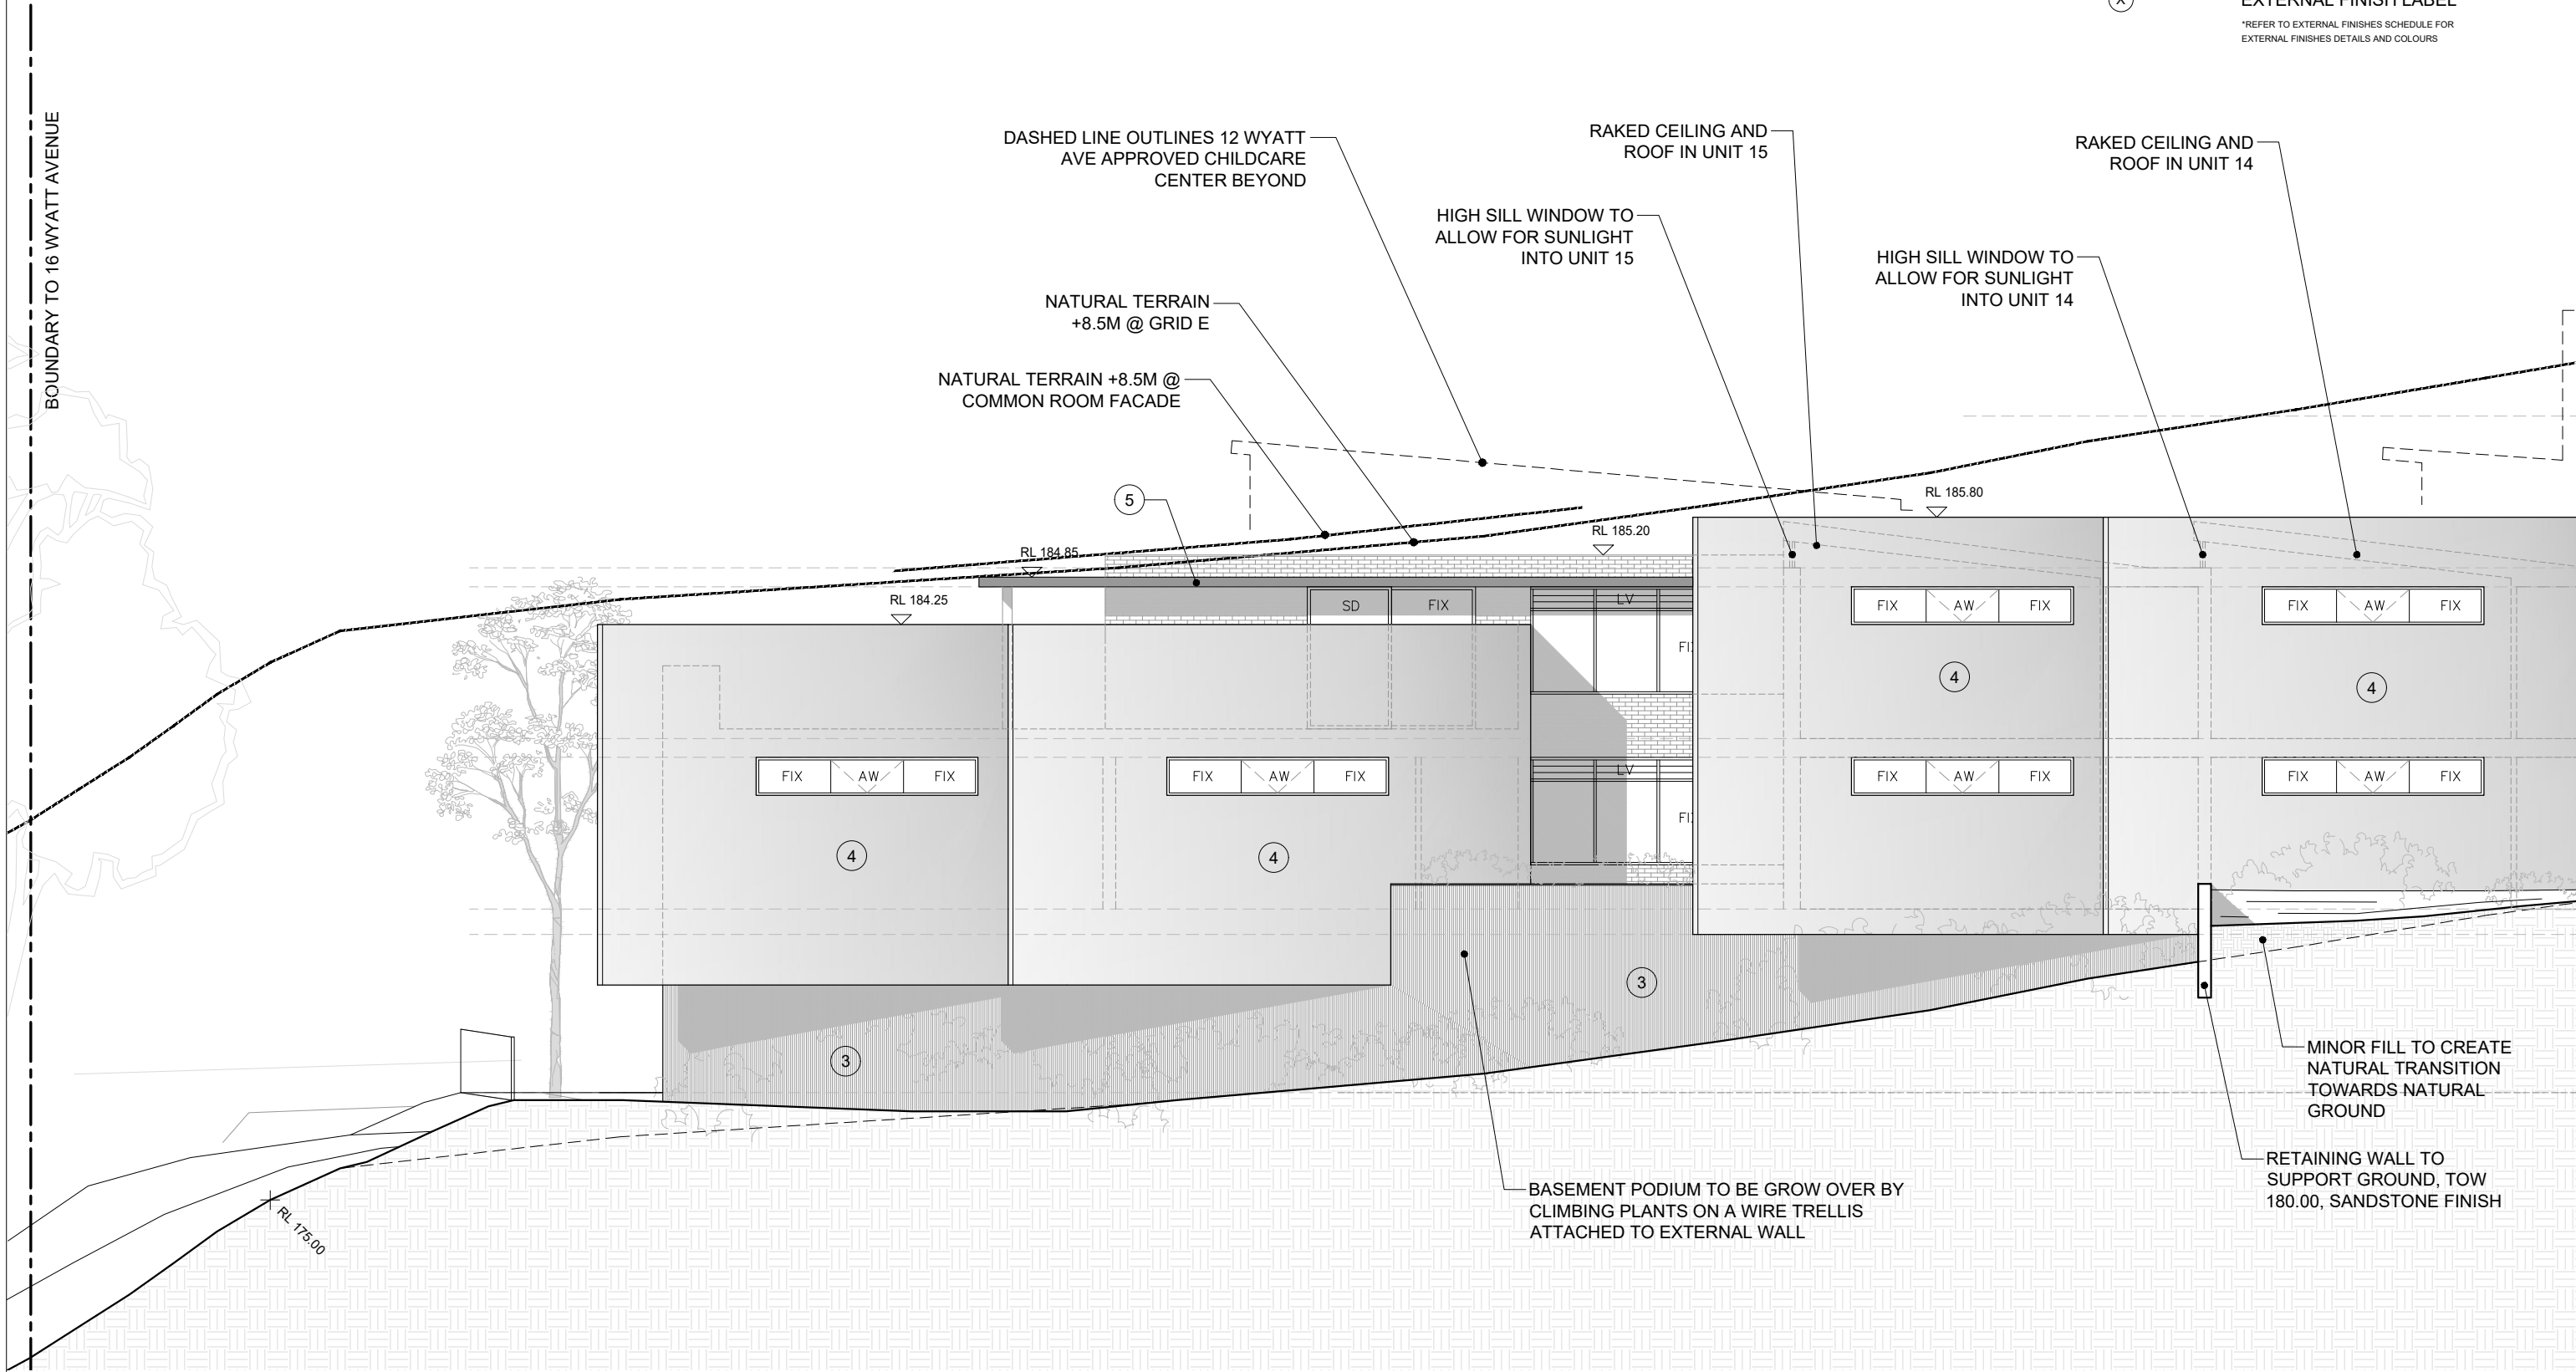 X
EXTERNAL FINISH LABEL
*REFER TO EXTERNAL FINISHES SCHEDULE FOR
EXTERNAL FINISHES DETAILS AND COLOURS
BOUNDARY TO 16 WYATT AVENUE
DASHED LINE OUTLINES 12 WYATT
AVE APPROVED CHILDCARE
CENTER BEYOND
RAKED CEILING AND
ROOF IN UNIT 15
RAKED CEILING AND
ROOF IN UNIT 14
HIGH SILL WINDOW TO
ALLOW FOR SUNLIGHT
INTO UNIT 15
HIGH SILL WINDOW TO
ALLOW FOR SUNLIGHT
INTO UNIT 14
NATURAL TERRAIN
+8.5M @ GRID E
NATURAL TERRAIN +8.5M @
COMMON ROOM FACADE
5
RL 185.80
RL 185.20
RL 184.85
RL 184.25
SD
FIX
LV
FIX
AW
FIX
FIX
AW
FIX
FI
4
4
FIX
AW
FIX
FIX
AW
FIX
LV
FIX
AW
FIX
FIX
AW
FIX
FI
4
4
3
3
MINOR FILL TO CREATE
NATURAL TRANSITION
TOWARDS NATURAL
GROUND
RETAINING WALL TO
SUPPORT GROUND, TOW
180.00, SANDSTONE FINISH
BASEMENT PODIUM TO BE GROW OVER BY
CLIMBING PLANTS ON A WIRE TRELLIS
ATTACHED TO EXTERNAL WALL
RL 175.00